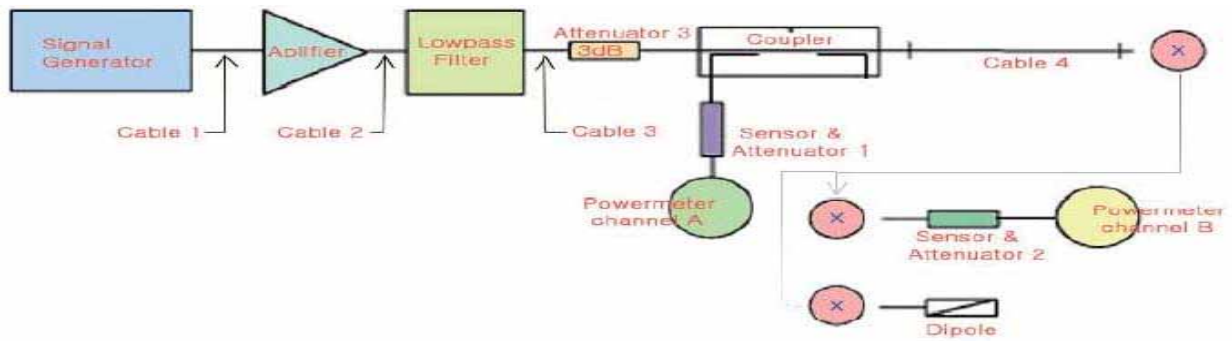 Signal
Generator
Aplifier
Lowpass
Filter
Attenuator 3
3dB
Coupler
Cable 4
Cable 1
Cable 2
Cable 3
Sensor &
Attenuator 1
Powermeter
channel A
Sensor &
Attenuator 2
Powermeter
channel B
Dipole